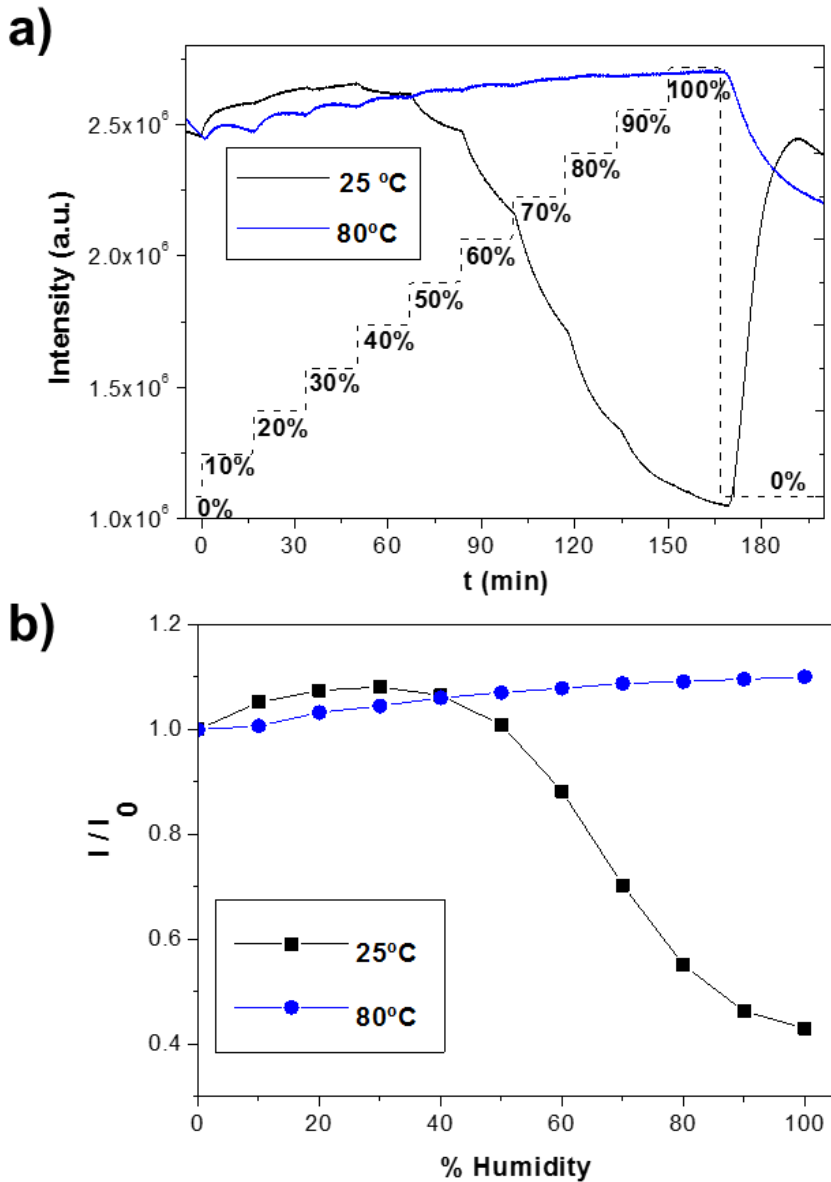 a)
Intensity (a.u.)
2.5x10⁶
2.0x10⁶
1.5x10⁶
1.0x10⁶
25 ºC
80ºC
0%
10%
20%
30%
40%
50%
60%
70%
80%
90%
100%
0%
0 30 60 90 120 150 180
t (min)
b)
I / I₀
1.2
1.0
0.8
0.6
0.4
25ºC
80ºC
0 20 40 60 80 100
% Humidity